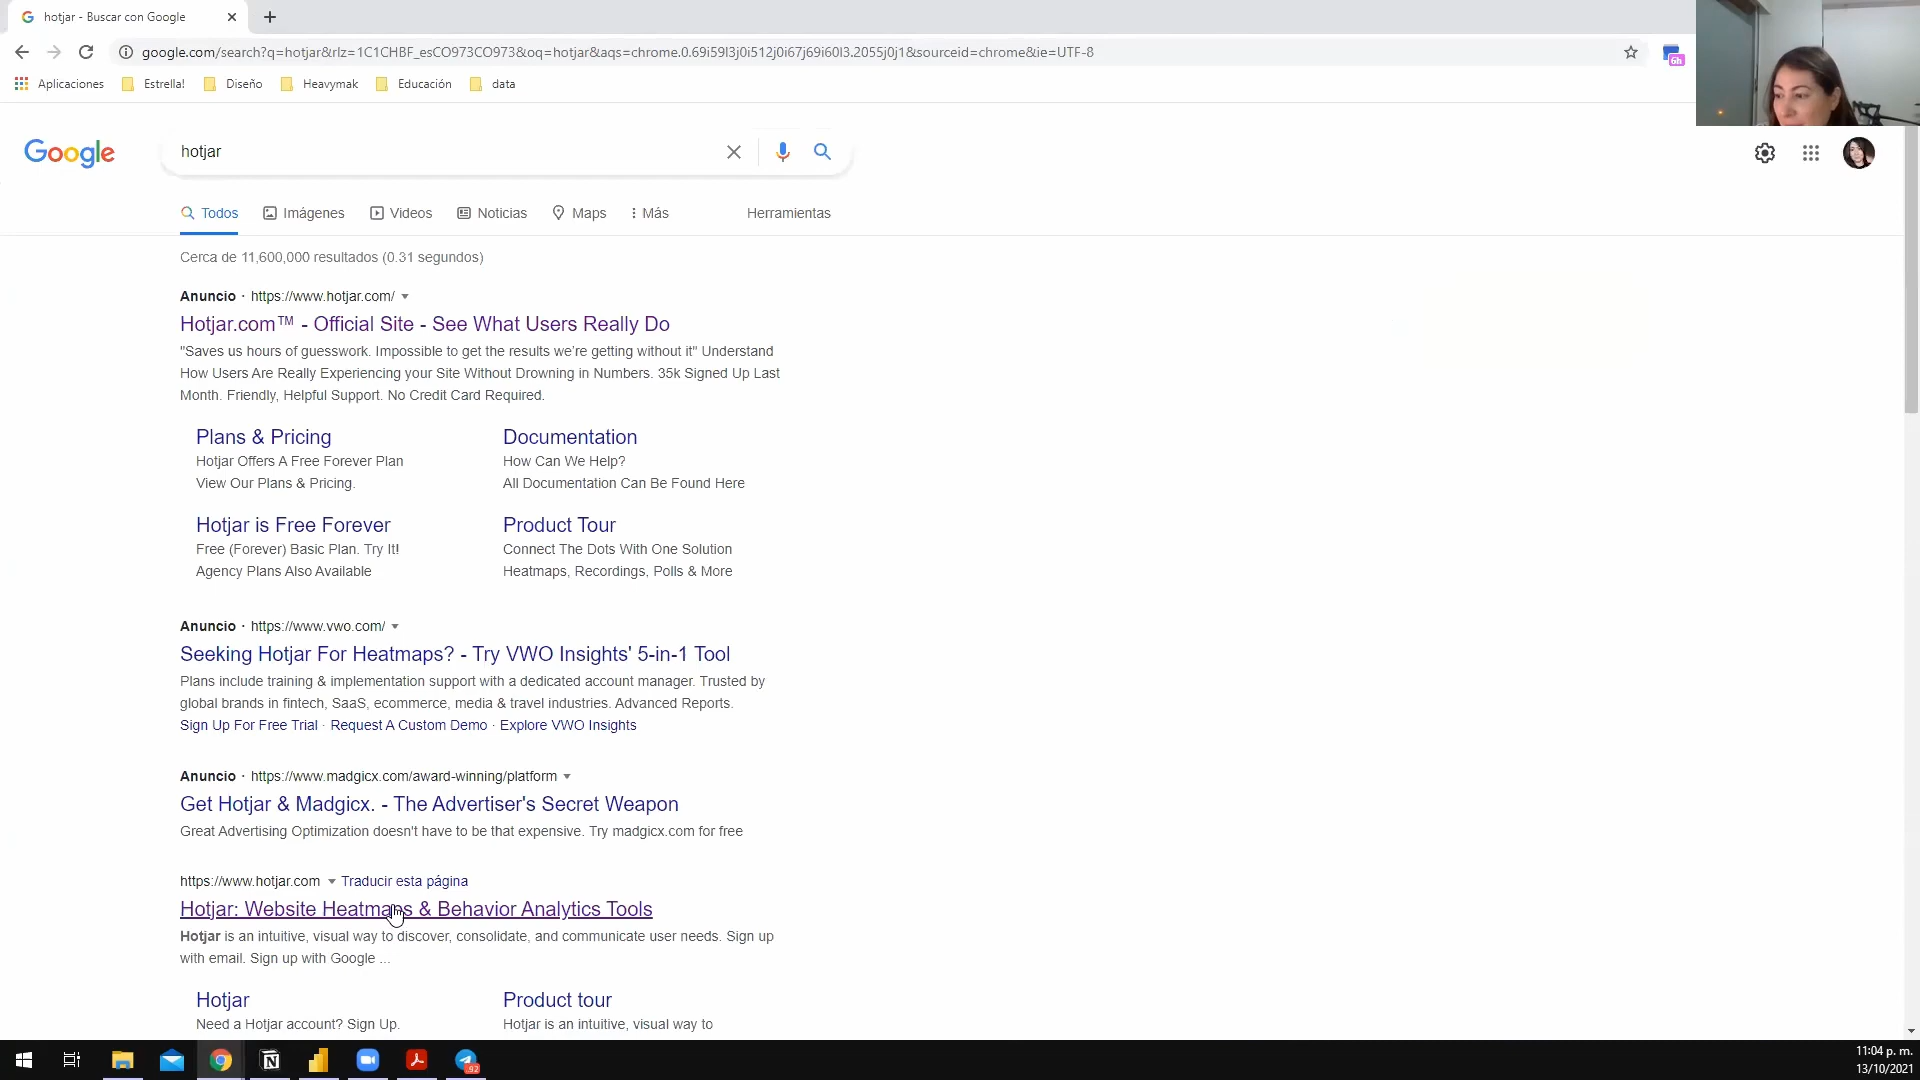 hotjar - Buscar con Google
google.com/search?q=hotjar&rlz=1C1CHBF_esCO973CO973&oq=hotjar&aqs=chrome.0.69i59l3j0i512j0i67j69i60l3.2055j0j1&sourceid=chrome&ie=UTF-8
6h
Aplicaciones Estrella! Diseño Heavymak Educación data
Google
hotjar
Todos Imágenes Videos Noticias Maps Más Herramientas
Cerca de 11,600,000 resultados (0.31 segundos)
Anuncio · https://www.hotjar.com/
Hotjar.com™ - Official Site - See What Users Really Do
"Saves us hours of guesswork. Impossible to get the results we're getting without it" Understand
How Users Are Really Experiencing your Site Without Drowning in Numbers. 35k Signed Up Last
Month. Friendly, Helpful Support. No Credit Card Required.
Plans & Pricing
Hotjar Offers A Free Forever Plan
View Our Plans & Pricing.
Documentation
How Can We Help?
All Documentation Can Be Found Here
Hotjar is Free Forever
Free (Forever) Basic Plan. Try It!
Agency Plans Also Available
Product Tour
Connect The Dots With One Solution
Heatmaps, Recordings, Polls & More
Anuncio · https://www.vwo.com/
Seeking Hotjar For Heatmaps? - Try VWO Insights' 5-in-1 Tool
Plans include training & implementation support with a dedicated account manager. Trusted by
global brands in fintech, SaaS, ecommerce, media & travel industries. Advanced Reports.
Sign Up For Free Trial · Request A Custom Demo · Explore VWO Insights
Anuncio · https://www.madgicx.com/award-winning/platform
Get Hotjar & Madgicx. - The Advertiser's Secret Weapon
Great Advertising Optimization doesn't have to be that expensive. Try madgicx.com for free
https://www.hotjar.com Traducir esta página
Hotjar: Website Heatmaps & Behavior Analytics Tools
Hotjar is an intuitive, visual way to discover, consolidate, and communicate user needs. Sign up
with email. Sign up with Google ...
Hotjar
Need a Hotjar account? Sign Up.
Product tour
Hotjar is an intuitive, visual way to
92
11:04 p. m.
13/10/2021